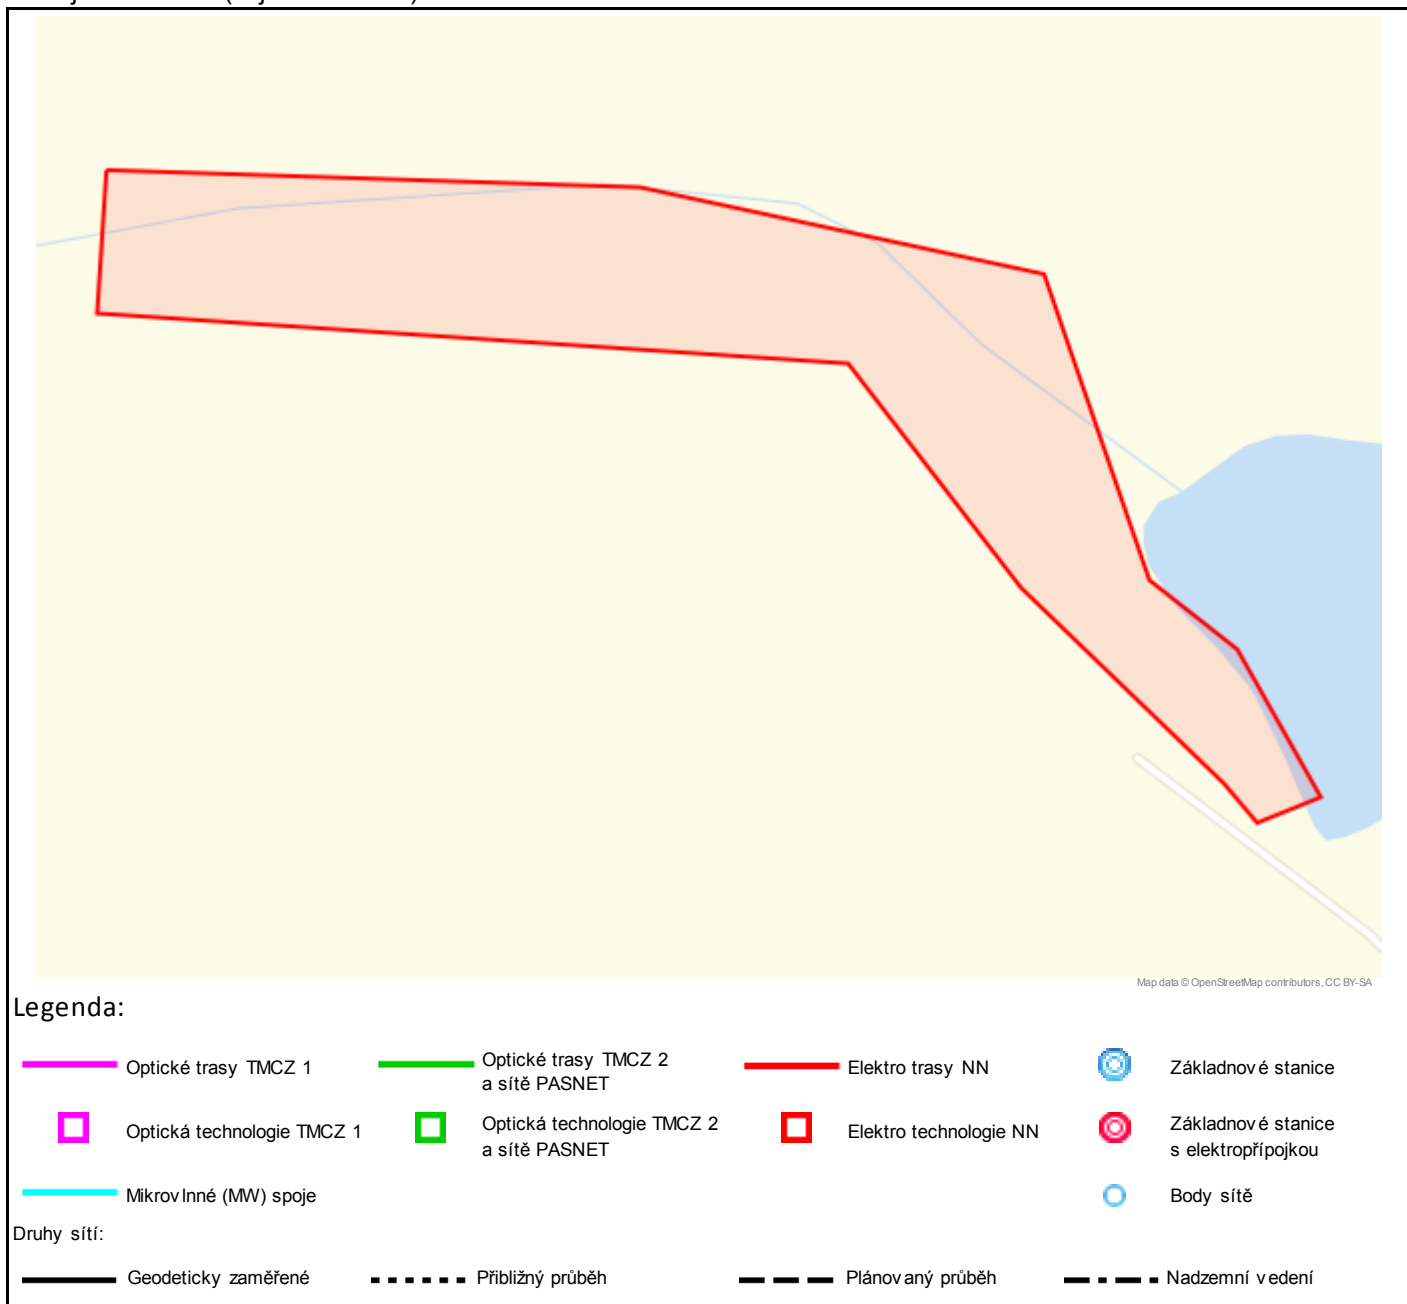 Map data © OpenStreetMap contributors, CC BY-SA
Legenda:
Optické trasy TMCZ 1
Optické trasy TMCZ 2
a sítě PASNET
Elektro trasy NN
Základnové stanice
Optická technologie TMCZ 1
Optická technologie TMCZ 2
a sítě PASNET
Elektro technologie NN
Základnové stanice
s elektropřípojkou
Mikrovlnné (MW) spoje
Body sítě
Druhy sítí:
Geodeticky zaměřené
Přibližný průběh
Plánovaný průběh
Nadzemní vedení